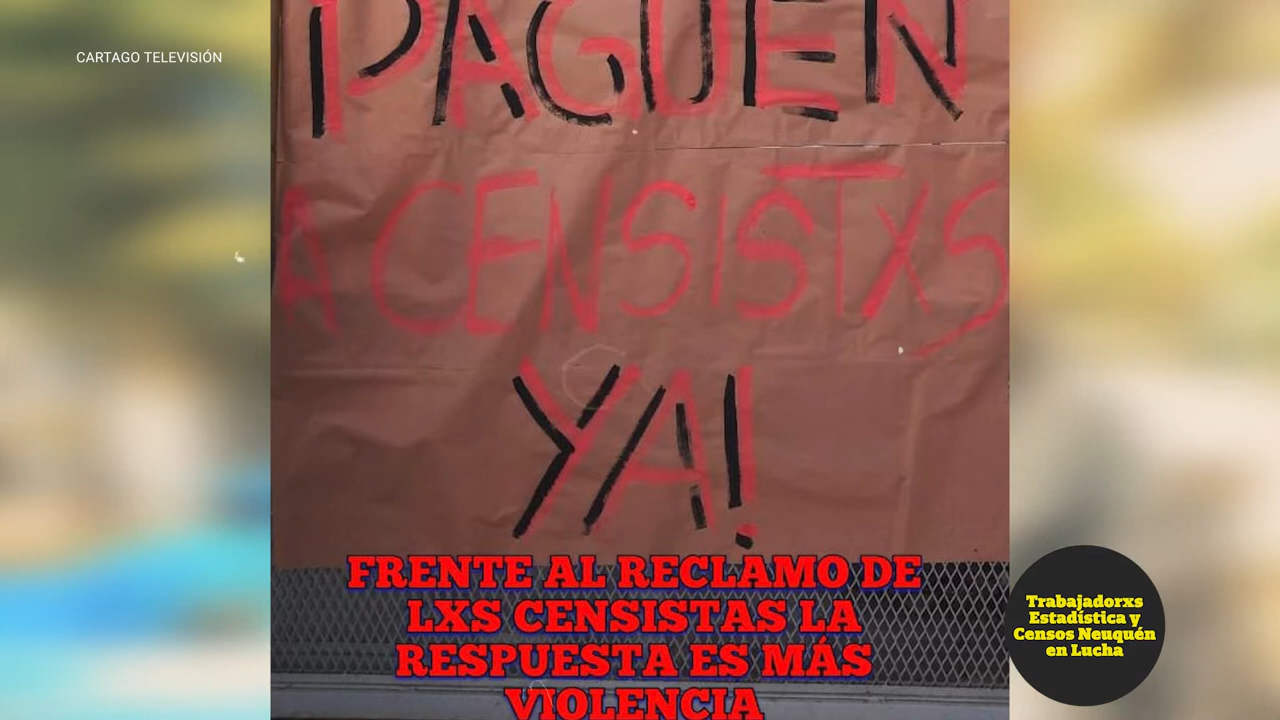 CARTAGO TELEVISIÓN
PAGUEN
A CENSISTXS
YA!
FRENTE AL RECLAMO DE
LXS CENSISTAS LA
RESPUESTA ES MÁS
VIOLENCIA
Trabajadorxs
Estadística y
Censos Neuquén
en Lucha